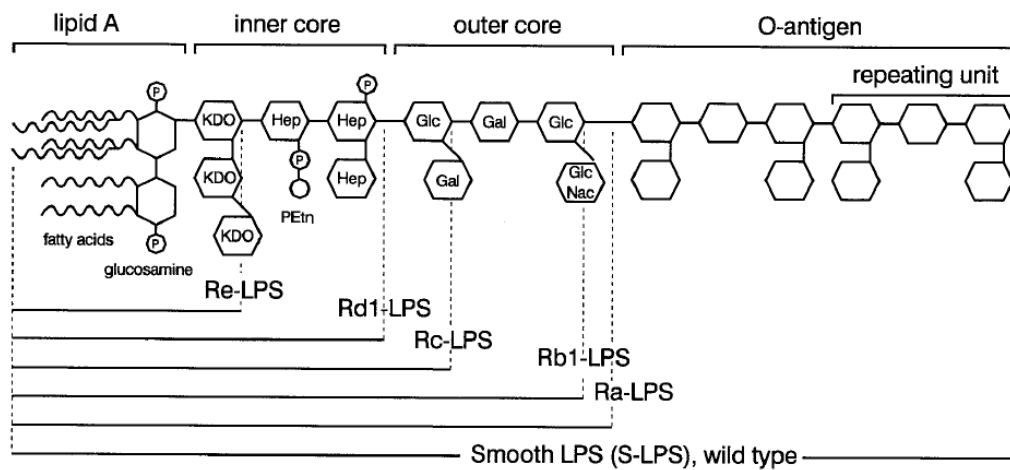 lipid A inner core outer core O-antigen
repeating unit
P P
KDO Hep Hep Glc Gal Glc
P
KDO Hep Gal Glc
Nac
PEtn
KDO
fatty acids
P
glucosamine
Re-LPS
Rd1-LPS
Rc-LPS
Rb1-LPS
Ra-LPS
Smooth LPS (S-LPS), wild type